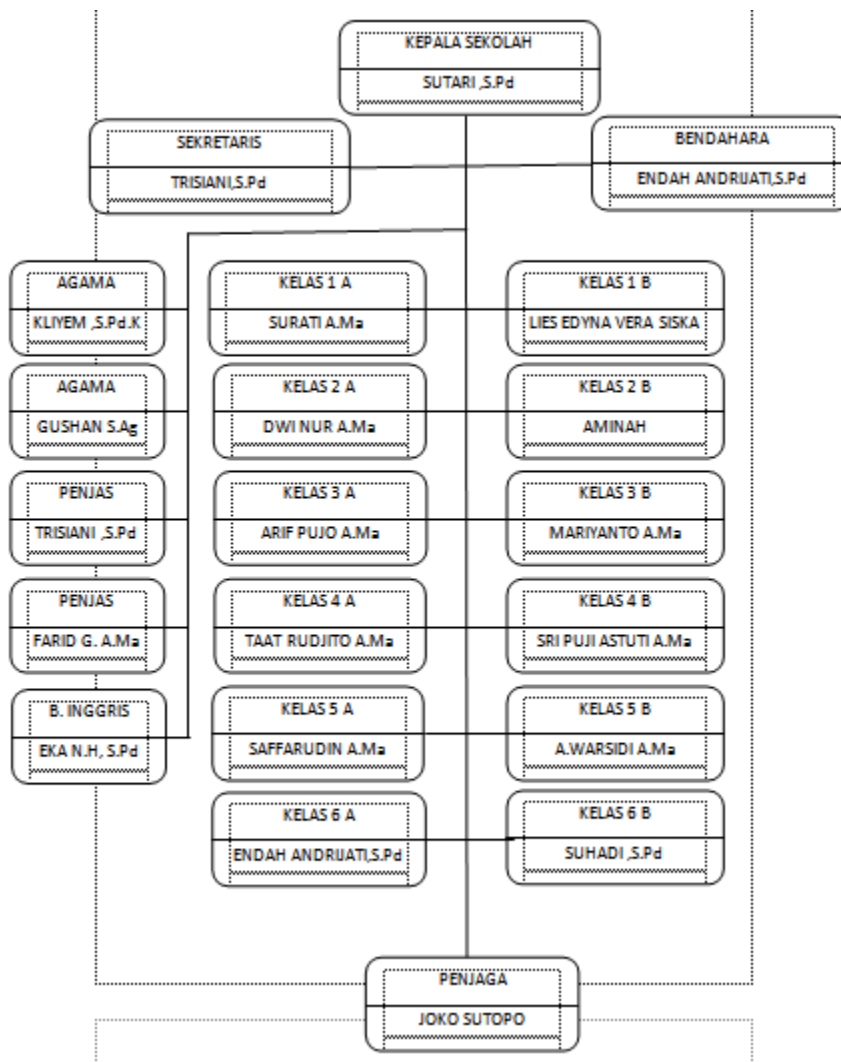 KEPALA SEKOLAH
SUTARI ,S.Pd
SEKRETARIS
TRISIANI,S.Pd
BENDAHARA
ENDAH ANDRIJATI,S.Pd
AGAMA
KLIYEM ,S.Pd.K
KELAS 1 A
SURATI A.Ma
KELAS 1 B
LIES EDYNA VERA SISKA
AGAMA
GUSHAN S.Ag
KELAS 2 A
DWI NUR A.Ma
KELAS 2 B
AMINAH
PENJAS
TRISIANI ,S.Pd
KELAS 3 A
ARIF PUJO A.Ma
KELAS 3 B
MARIYANTO A.Ma
PENJAS
FARID G. A.Ma
KELAS 4 A
TAAT RUDJITO A.Ma
KELAS 4 B
SRI PUJI ASTUTI A.Ma
B. INGGRIS
EKA N.H, S.Pd
KELAS 5 A
SAFFARUDIN A.Ma
KELAS 5 B
A.WARSIDI A.Ma
KELAS 6 A
ENDAH ANDRIJATI,S.Pd
KELAS 6 B
SUHADI ,S.Pd
PENJAGA
JOKO SUTOPO